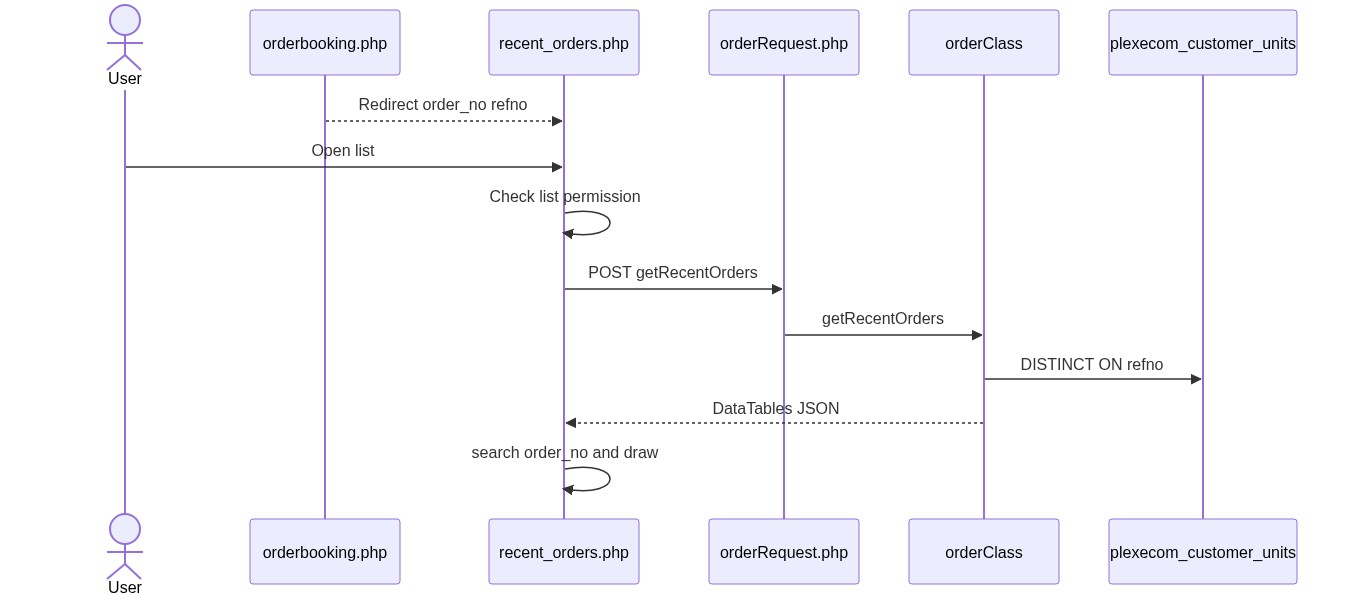 orderbooking.php
recent_orders.php
orderRequest.php
orderClass
plexecom_customer_units
User
Redirect order_no refno
Open list
Check list permission
POST getRecentOrders
getRecentOrders
DISTINCT ON refno
DataTables JSON
search order_no and draw
orderbooking.php
recent_orders.php
orderRequest.php
orderClass
plexecom_customer_units
User